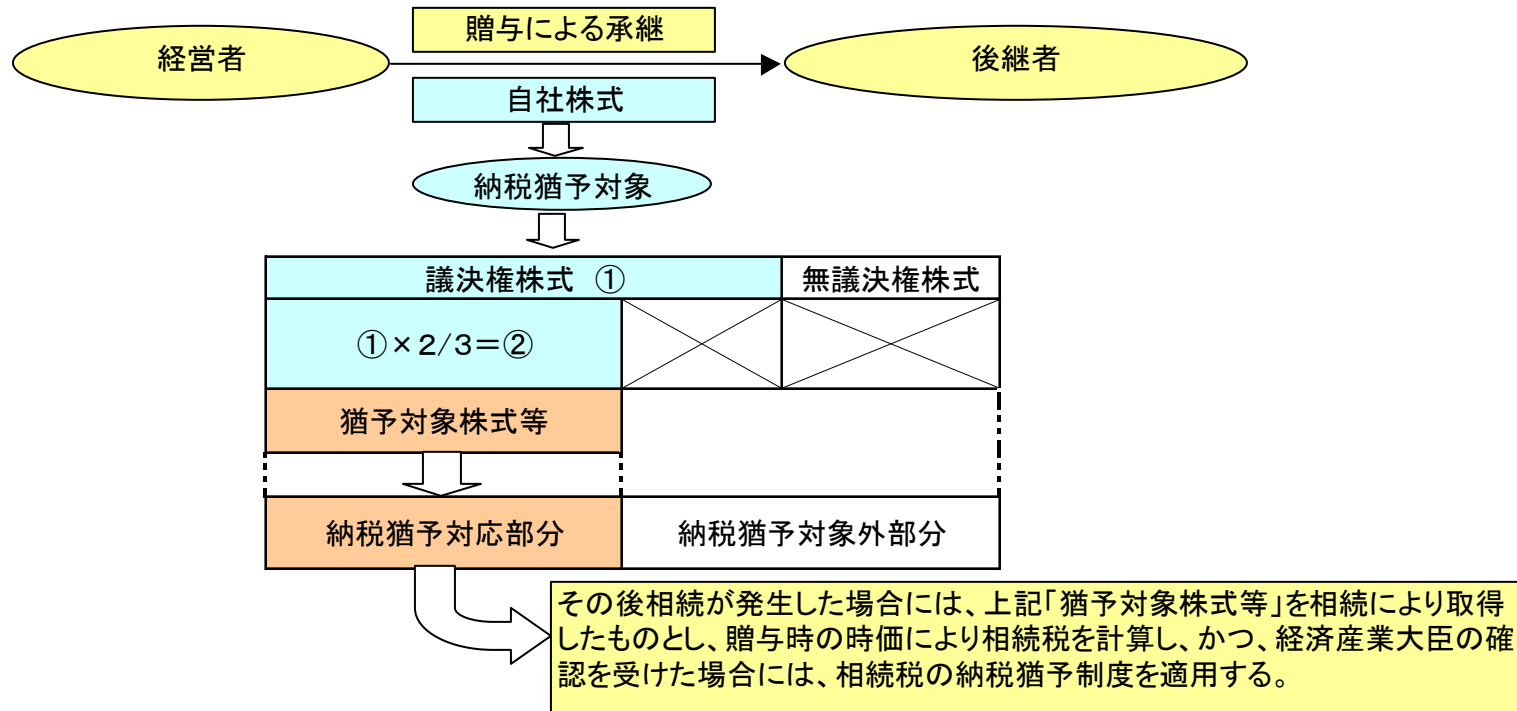 贈与による承継
経営者
後継者
自社株式
納税猶予対象
議決権株式 ①
無議決権株式
①×2/3=②
猶予対象株式等
納税猶予対応部分
納税猶予対象外部分
その後相続が発生した場合には、上記「猶予対象株式等」を相続により取得
したものとし、贈与時の時価により相続税を計算し、かつ、経済産業大臣の確
認を受けた場合には、相続税の納税猶予制度を適用する。